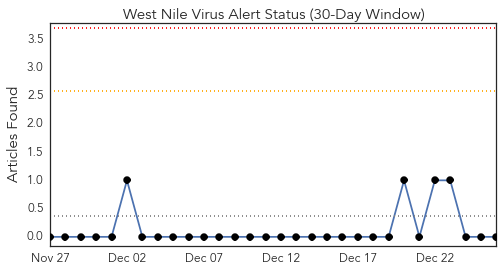 West Nile Virus Alert Status (30-Day Window)
Articles Found
3.5
3.0
2.5
2.0
1.5
1.0
0.5
0.0
Nov 27 Dec 02 Dec 07 Dec 12 Dec 17 Dec 22